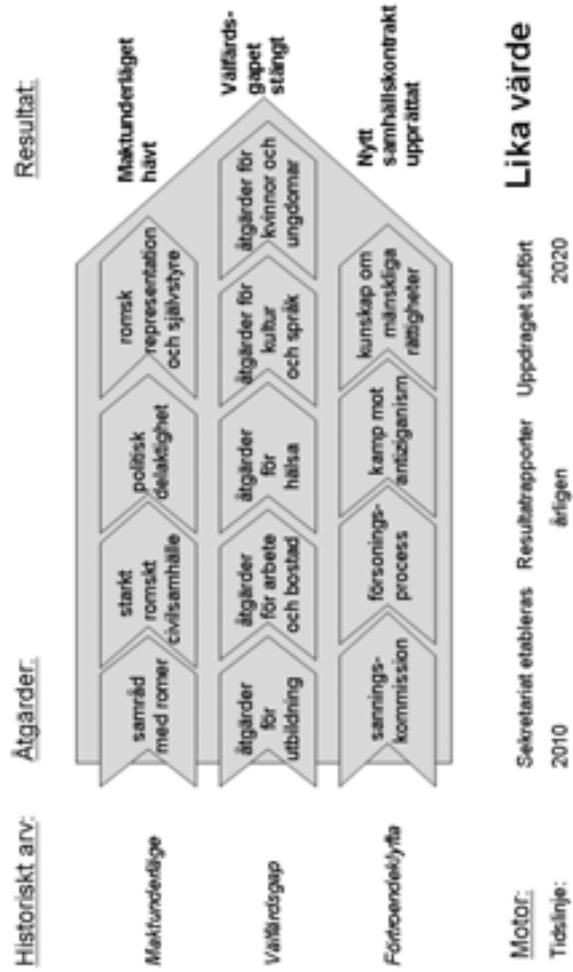 Historiskt arv:
Åtgärder:
Resultat:
Maktunderläge
samråd
med romer
starkt
romskt
civilsamhälle
politisk
delaktighet
romsk
representation
och självstyre
Maktunderläget
hävt
Välfärdsgap
åtgärder
för
utbildning
åtgärder
för arbete
och bostad
åtgärder
för
hälsa
åtgärder för
kultur
och språk
åtgärder för
kvinnor och
ungdomar
Välfärds-
gapet
stängt
Förtroendeklyfta
sannings-
kommission
försonings-
process
kamp mot
antiziganism
kunskap om
mänskliga
rättigheter
Nytt
samhällskontrakt
upprättat
Motor:
Sekretariat etableras
Resultatrapporter
Uppdraget slutfört
Lika värde
Tidslinje:
2010
årligen
2020